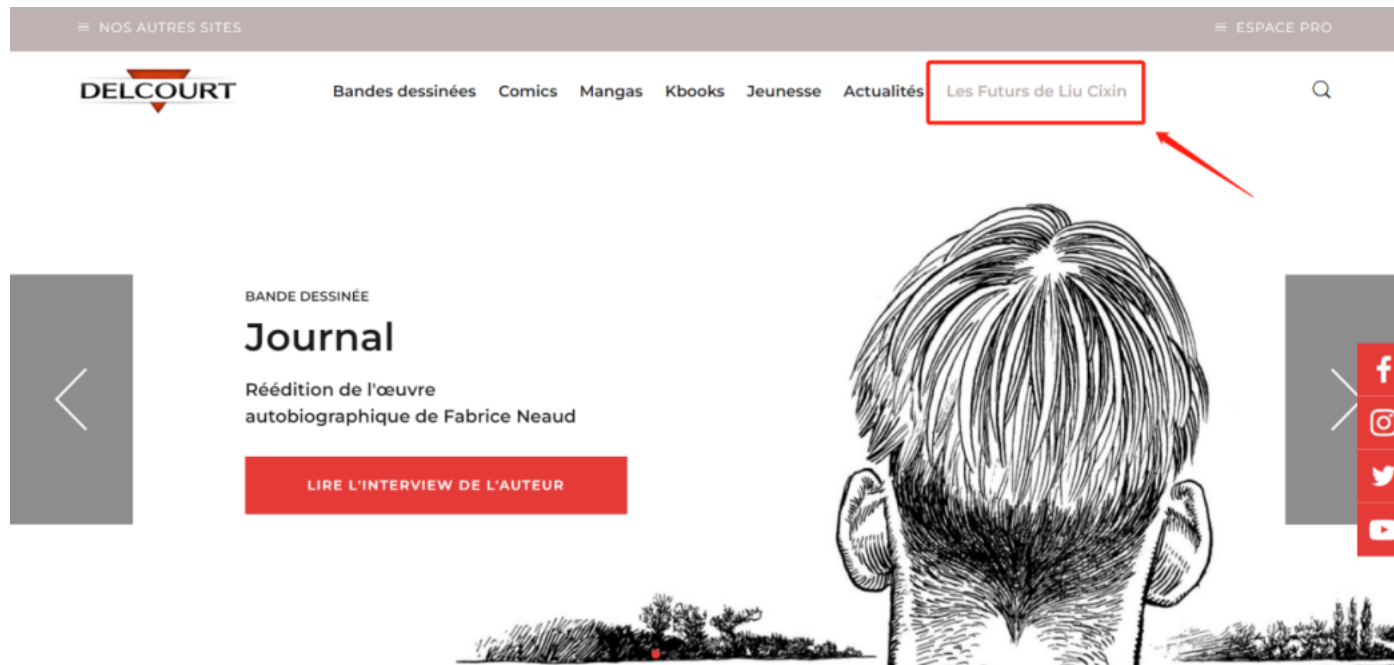 NOS AUTRES SITES
ESPACE PRO
DELCOURT
Bandes dessinées Comics Mangas Kbooks Jeunesse Actualités Les Futurs de Liu Cixin
BANDE DESSINÉE
Journal
Réédition de l'œuvre
autobiographique de Fabrice Neaud
LIRE L'INTERVIEW DE L'AUTEUR